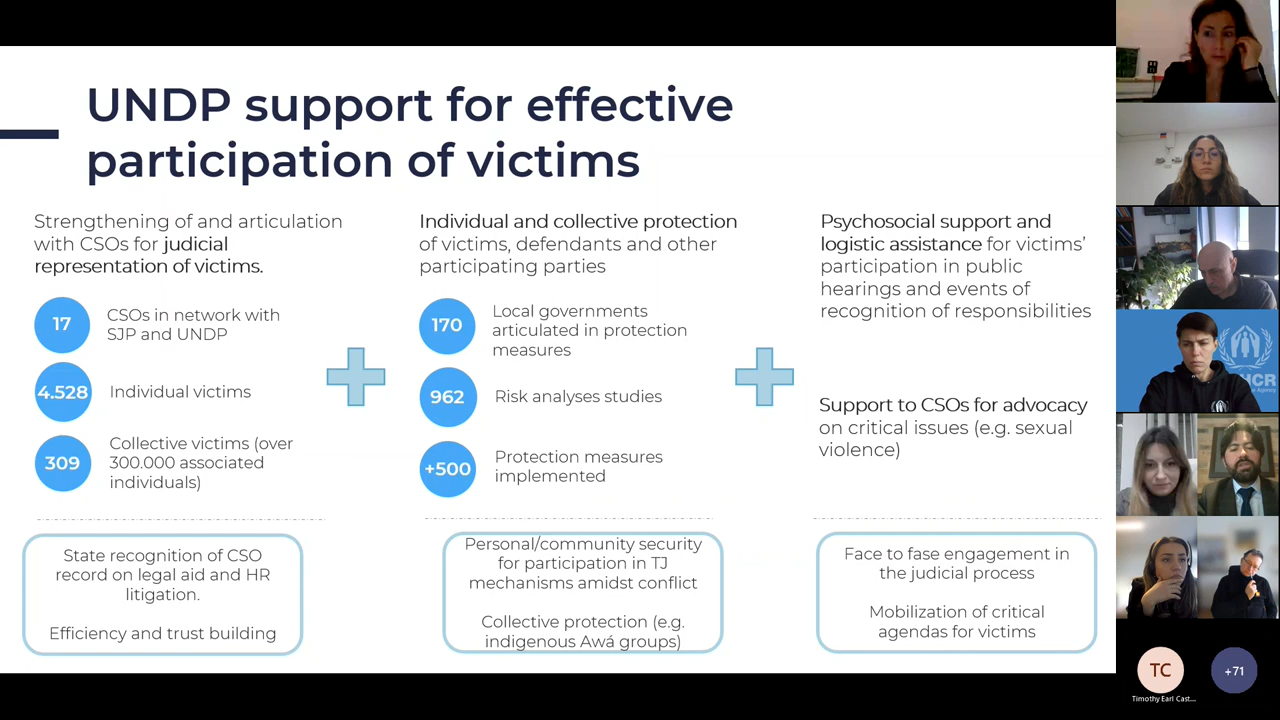 UNDP support for effective
participation of victims
Strengthening of and articulation
with CSOs for judicial
representation of victims.
17
CSOs in network with
SJP and UNDP
4.528
Individual victims
309
Collective victims (over
300.000 associated
individuals)
State recognition of CSO
record on legal aid and HR
litigation.
Efficiency and trust building
Individual and collective protection
of victims, defendants and other
participating parties
170
Local governments
articulated in protection
measures
962
Risk analyses studies
+500
Protection measures
implemented
Personal/community security
for participation in TJ
mechanisms amidst conflict
Collective protection (e.g.
indigenous Awá groups)
Psychosocial support and
logistic assistance for victims’
participation in public
hearings and events of
recognition of responsibilities
Support to CSOs for advocacy
on critical issues (e.g. sexual
violence)
Face to fase engagement in
the judicial process
Mobilization of critical
agendas for victims
TC
Timothy Earl Cast...
+71